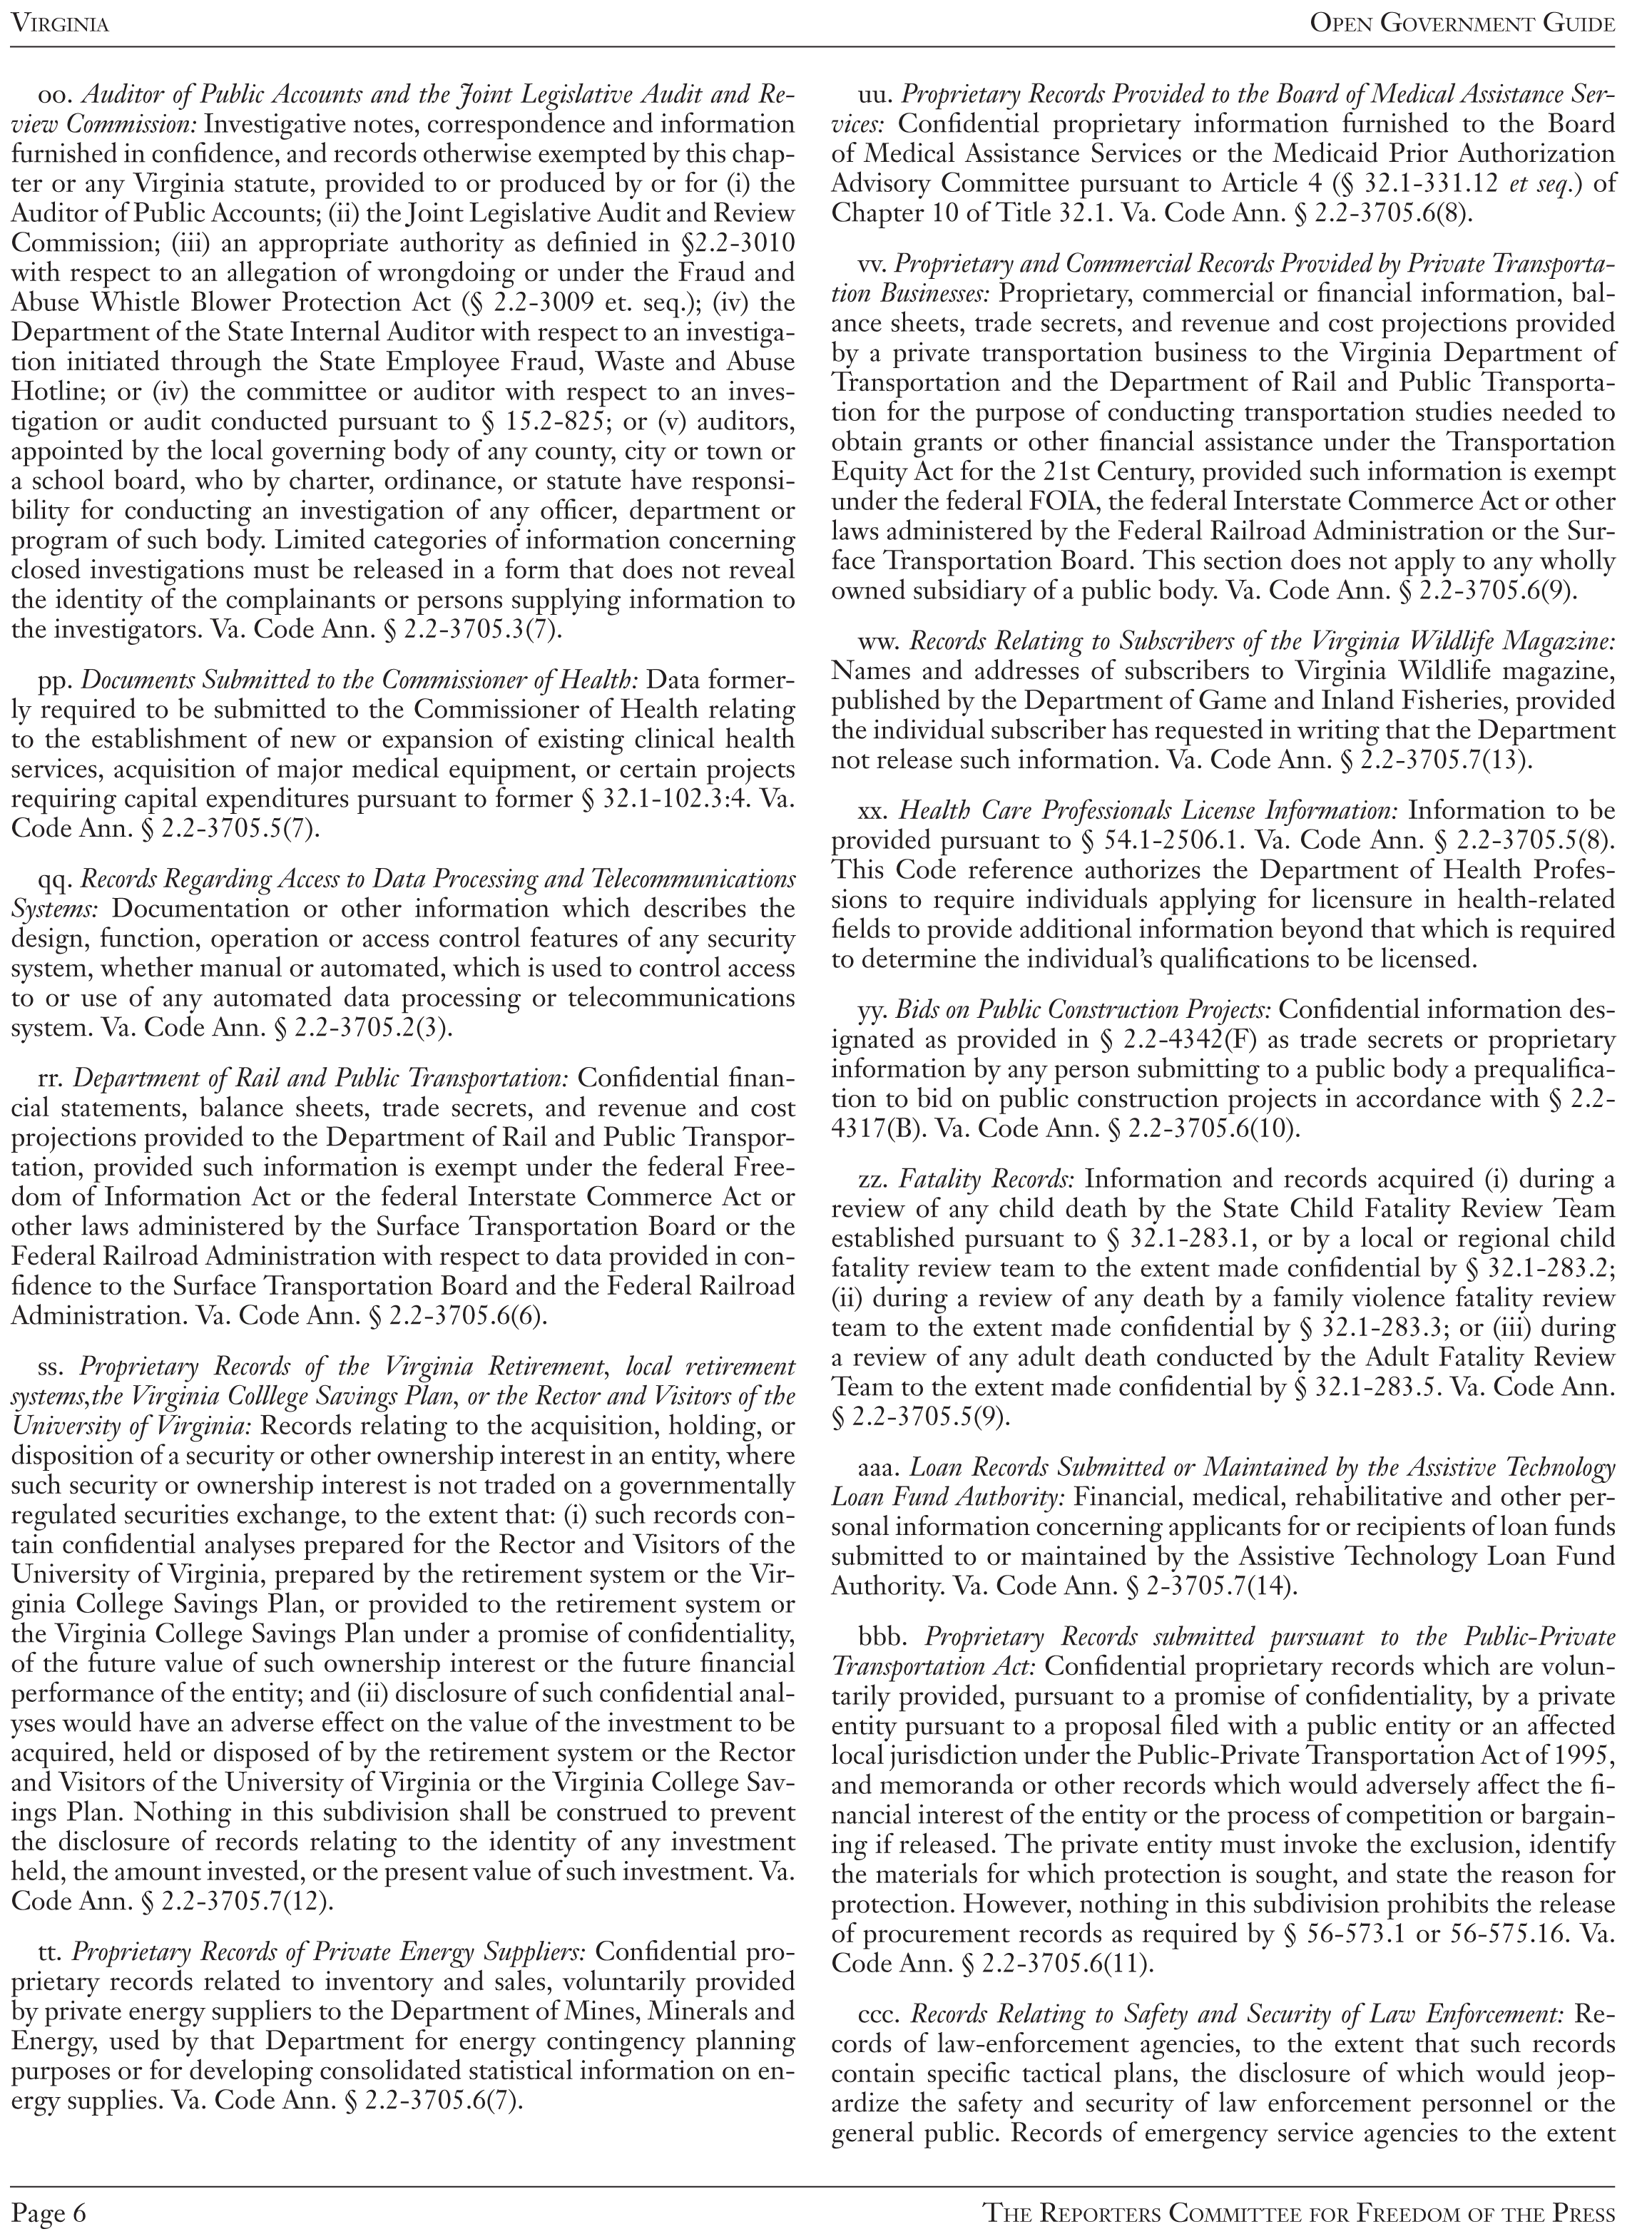 VIRGINIA
OPEN GOVERNMENT GUIDE
oo. Auditor of Public Accounts and the Joint Legislative Audit and Re-
view Commission: Investigative notes, correspondence and information
furnished in confidence, and records otherwise exempted by this chap-
ter or any Virginia statute, provided to or produced by or for (i) the
Auditor of Public Accounts; (ii) the Joint Legislative Audit and Review
Commission; (iii) an appropriate authority as definied in §2.2-3010
with respect to an allegation of wrongdoing or under the Fraud and
Abuse Whistle Blower Protection Act (§ 2.2-3009 et. seq.); (iv) the
Department of the State Internal Auditor with respect to an investiga-
tion initiated through the State Employee Fraud, Waste and Abuse
Hotline; or (iv) the committee or auditor with respect to an inves-
tigation or audit conducted pursuant to § 15.2-825; or (v) auditors,
appointed by the local governing body of any county, city or town or
a school board, who by charter, ordinance, or statute have responsi-
bility for conducting an investigation of any officer, department or
program of such body. Limited categories of information concerning
closed investigations must be released in a form that does not reveal
the identity of the complainants or persons supplying information to
the investigators. Va. Code Ann. § 2.2-3705.3(7).
pp. Documents Submitted to the Commissioner of Health: Data former-
ly required to be submitted to the Commissioner of Health relating
to the establishment of new or expansion of existing clinical health
services, acquisition of major medical equipment, or certain projects
requiring capital expenditures pursuant to former § 32.1-102.3:4. Va.
Code Ann. § 2.2-3705.5(7).
qq. Records Regarding Access to Data Processing and Telecommunications
Systems: Documentation or other information which describes the
design, function, operation or access control features of any security
system, whether manual or automated, which is used to control access
to or use of any automated data processing or telecommunications
system. Va. Code Ann. § 2.2-3705.2(3).
rr. Department of Rail and Public Transportation: Confidential finan-
cial statements, balance sheets, trade secrets, and revenue and cost
projections provided to the Department of Rail and Public Transpor-
tation, provided such information is exempt under the federal Free-
dom of Information Act or the federal Interstate Commerce Act or
other laws administered by the Surface Transportation Board or the
Federal Railroad Administration with respect to data provided in con-
fidence to the Surface Transportation Board and the Federal Railroad
Administration. Va. Code Ann. § 2.2-3705.6(6).
ss. Proprietary Records of the Virginia Retirement, local retirement
systems,the Virginia Colllege Savings Plan, or the Rector and Visitors of the
University of Virginia: Records relating to the acquisition, holding, or
disposition of a security or other ownership interest in an entity, where
such security or ownership interest is not traded on a governmentally
regulated securities exchange, to the extent that: (i) such records con-
tain confidential analyses prepared for the Rector and Visitors of the
University of Virginia, prepared by the retirement system or the Vir-
ginia College Savings Plan, or provided to the retirement system or
the Virginia College Savings Plan under a promise of confidentiality,
of the future value of such ownership interest or the future financial
performance of the entity; and (ii) disclosure of such confidential anal-
yses would have an adverse effect on the value of the investment to be
acquired, held or disposed of by the retirement system or the Rector
and Visitors of the University of Virginia or the Virginia College Sav-
ings Plan. Nothing in this subdivision shall be construed to prevent
the disclosure of records relating to the identity of any investment
held, the amount invested, or the present value of such investment. Va.
Code Ann. § 2.2-3705.7(12).
tt. Proprietary Records of Private Energy Suppliers: Confidential pro-
prietary records related to inventory and sales, voluntarily provided
by private energy suppliers to the Department of Mines, Minerals and
Energy, used by that Department for energy contingency planning
purposes or for developing consolidated statistical information on en-
ergy supplies. Va. Code Ann. § 2.2-3705.6(7).
uu. Proprietary Records Provided to the Board of Medical Assistance Ser-
vices: Confidential proprietary information furnished to the Board
of Medical Assistance Services or the Medicaid Prior Authorization
Advisory Committee pursuant to Article 4 (§ 32.1-331.12 et seq.) of
Chapter 10 of Title 32.1. Va. Code Ann. § 2.2-3705.6(8).
vv. Proprietary and Commercial Records Provided by Private Transporta-
tion Businesses: Proprietary, commercial or financial information, bal-
ance sheets, trade secrets, and revenue and cost projections provided
by a private transportation business to the Virginia Department of
Transportation and the Department of Rail and Public Transporta-
tion for the purpose of conducting transportation studies needed to
obtain grants or other financial assistance under the Transportation
Equity Act for the 21st Century, provided such information is exempt
under the federal FOIA, the federal Interstate Commerce Act or other
laws administered by the Federal Railroad Administration or the Sur-
face Transportation Board. This section does not apply to any wholly
owned subsidiary of a public body. Va. Code Ann. § 2.2-3705.6(9).
ww. Records Relating to Subscribers of the Virginia Wildlife Magazine:
Names and addresses of subscribers to Virginia Wildlife magazine,
published by the Department of Game and Inland Fisheries, provided
the individual subscriber has requested in writing that the Department
not release such information. Va. Code Ann. § 2.2-3705.7(13).
xx. Health Care Professionals License Information: Information to be
provided pursuant to § 54.1-2506.1. Va. Code Ann. § 2.2-3705.5(8).
This Code reference authorizes the Department of Health Profes-
sions to require individuals applying for licensure in health-related
fields to provide additional information beyond that which is required
to determine the individual’s qualifications to be licensed.
yy. Bids on Public Construction Projects: Confidential information des-
ignated as provided in § 2.2-4342(F) as trade secrets or proprietary
information by any person submitting to a public body a prequalifica-
tion to bid on public construction projects in accordance with § 2.2-
4317(B). Va. Code Ann. § 2.2-3705.6(10).
zz. Fatality Records: Information and records acquired (i) during a
review of any child death by the State Child Fatality Review Team
established pursuant to § 32.1-283.1, or by a local or regional child
fatality review team to the extent made confidential by § 32.1-283.2;
(ii) during a review of any death by a family violence fatality review
team to the extent made confidential by § 32.1-283.3; or (iii) during
a review of any adult death conducted by the Adult Fatality Review
Team to the extent made confidential by § 32.1-283.5. Va. Code Ann.
§ 2.2-3705.5(9).
aaa. Loan Records Submitted or Maintained by the Assistive Technology
Loan Fund Authority: Financial, medical, rehabilitative and other per-
sonal information concerning applicants for or recipients of loan funds
submitted to or maintained by the Assistive Technology Loan Fund
Authority. Va. Code Ann. § 2-3705.7(14).
bbb. Proprietary Records submitted pursuant to the Public-Private
Transportation Act: Confidential proprietary records which are volun-
tarily provided, pursuant to a promise of confidentiality, by a private
entity pursuant to a proposal filed with a public entity or an affected
local jurisdiction under the Public-Private Transportation Act of 1995,
and memoranda or other records which would adversely affect the fi-
nancial interest of the entity or the process of competition or bargain-
ing if released. The private entity must invoke the exclusion, identify
the materials for which protection is sought, and state the reason for
protection. However, nothing in this subdivision prohibits the release
of procurement records as required by § 56-573.1 or 56-575.16. Va.
Code Ann. § 2.2-3705.6(11).
ccc. Records Relating to Safety and Security of Law Enforcement: Re-
cords of law-enforcement agencies, to the extent that such records
contain specific tactical plans, the disclosure of which would jeop-
ardize the safety and security of law enforcement personnel or the
general public. Records of emergency service agencies to the extent
Page 6
THE REPORTERS COMMITTEE FOR FREEDOM OF THE PRESS